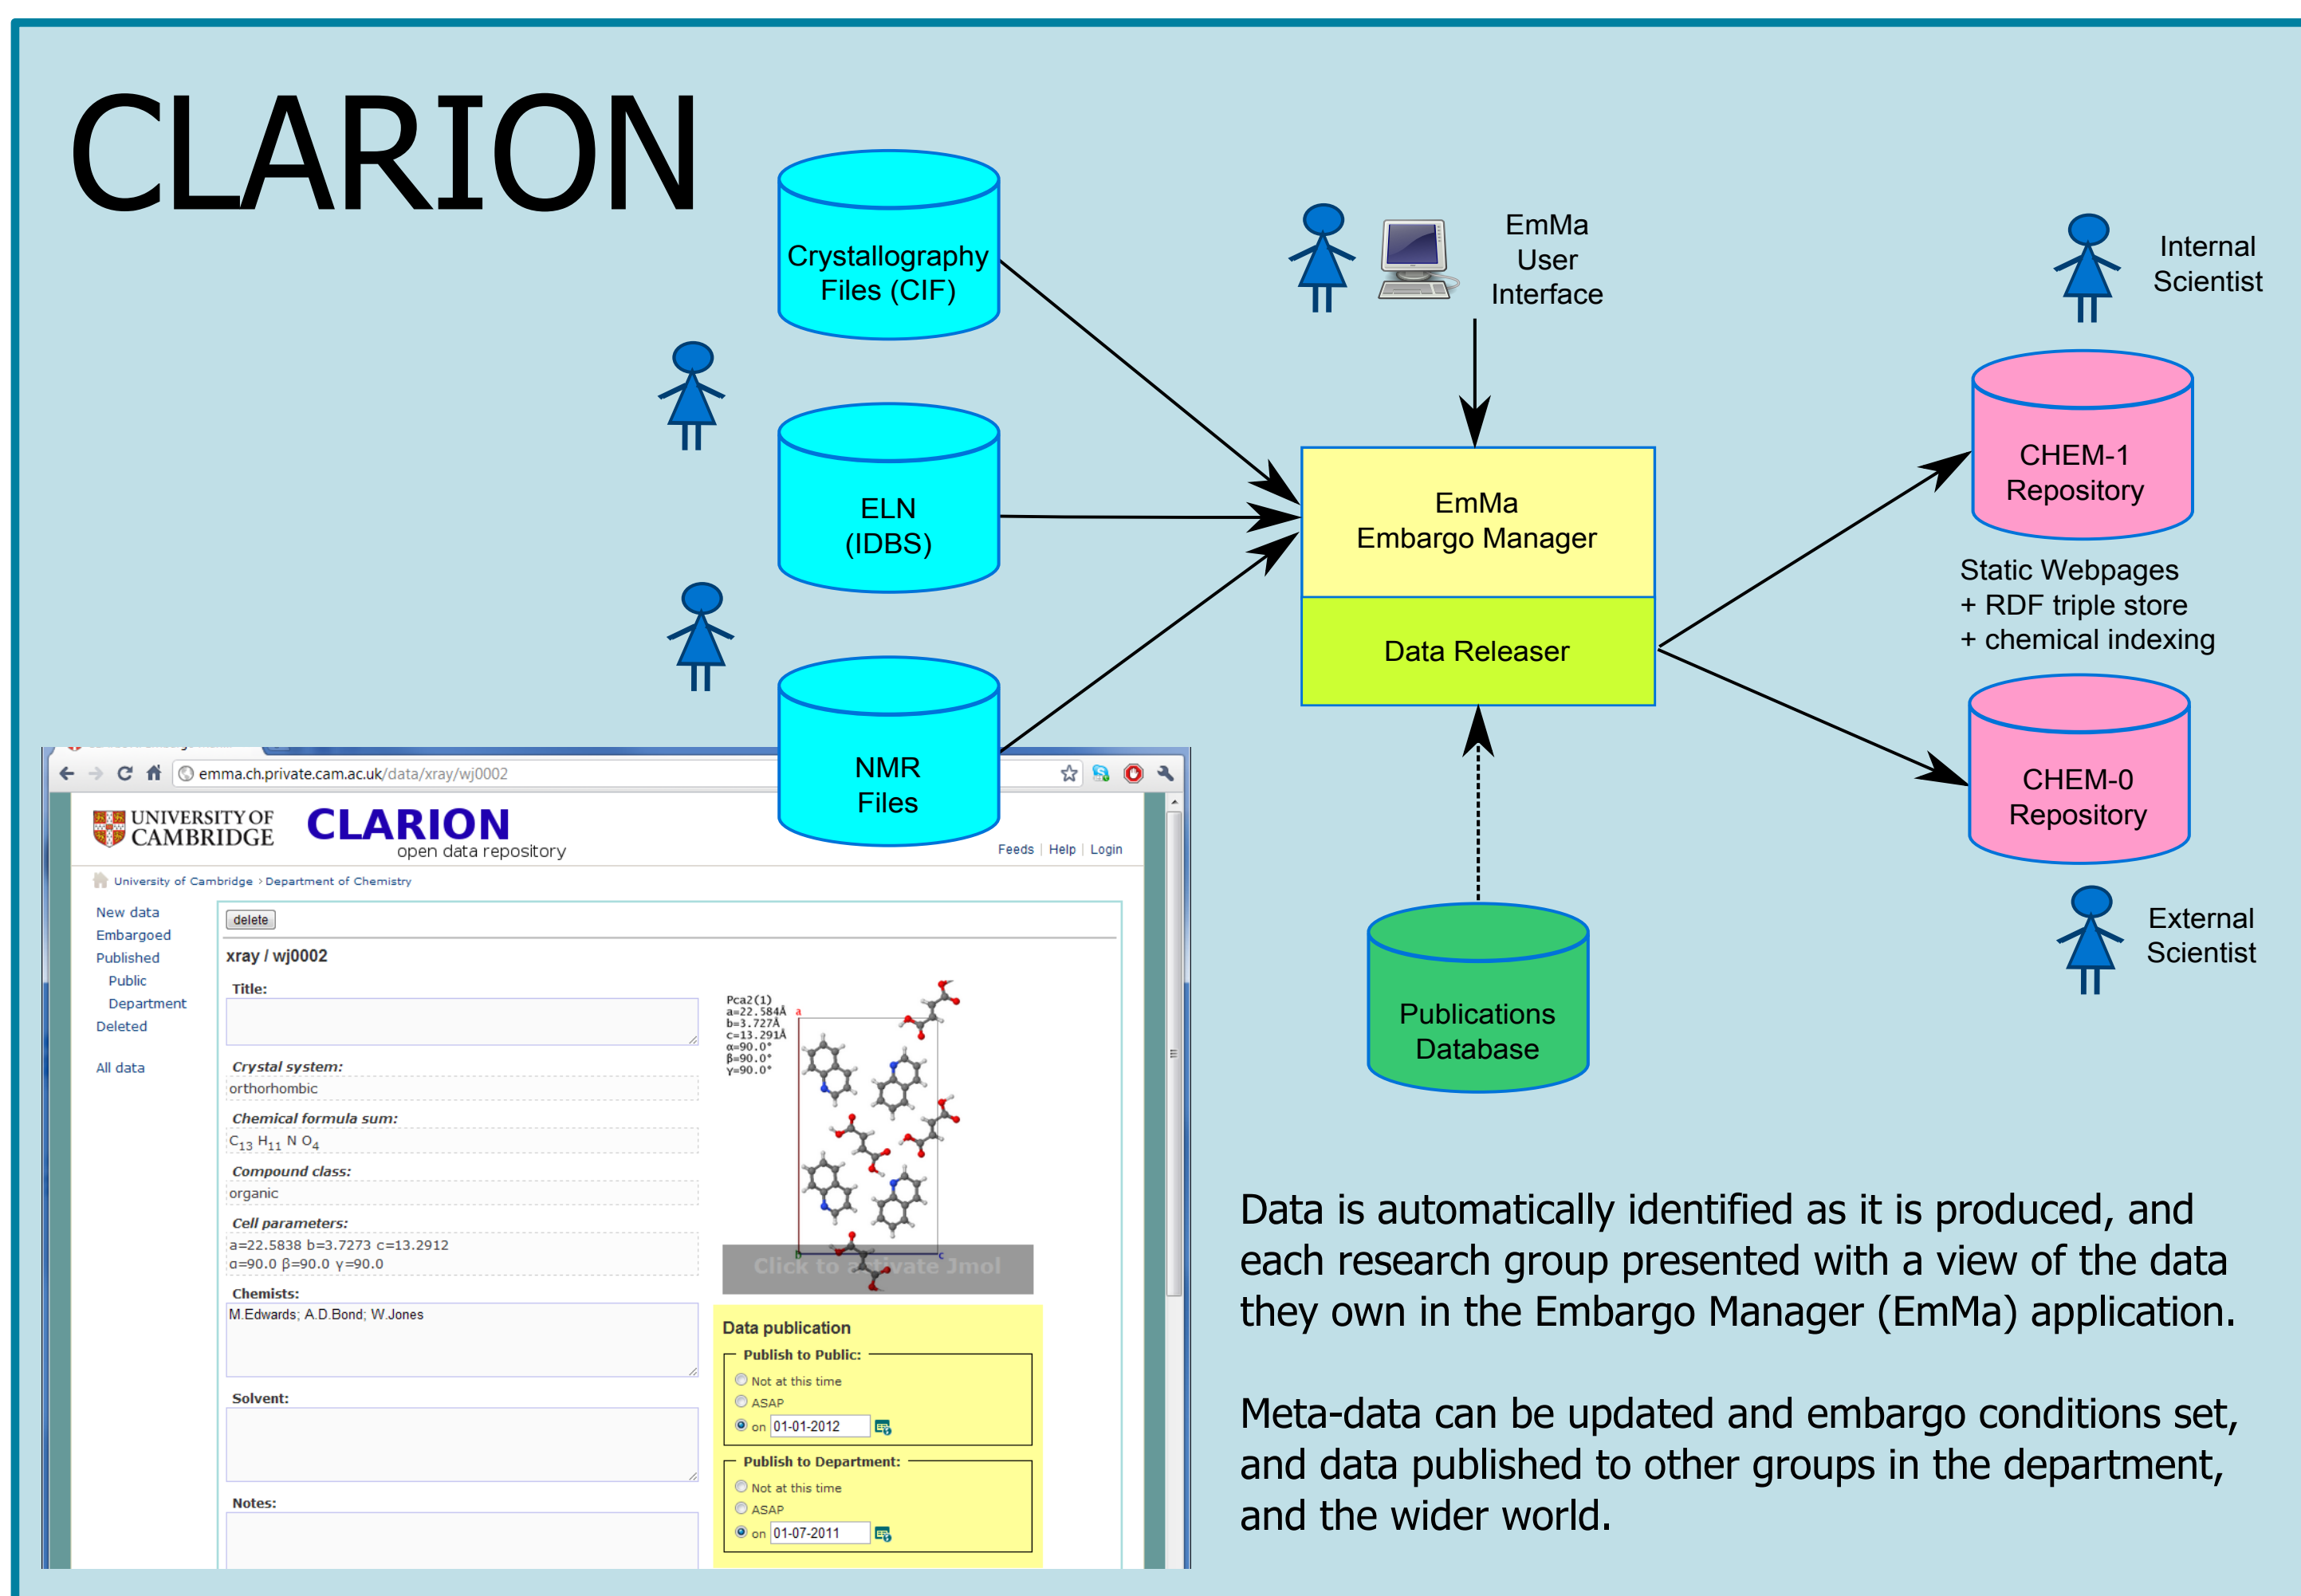 CLARION
Crystallography
Files (CIF)
ELN
(IDBS)
NMR
Files
EmMa
User
Interface
EmMa
Embargo Manager
Data Releaser
Publications
Database
Internal
Scientist
CHEM-1
Repository
Static Webpages
+ RDF triple store
+ chemical indexing
CHEM-0
Repository
External
Scientist
emma.ch.private.cam.ac.uk/data/xray/wj0002
UNIVERSITY OF
CAMBRIDGE
CLARION
open data repository
Feeds | Help | Login
University of Cambridge › Department of Chemistry
New data
Embargoed
Published
Public
Department
Deleted
All data
delete
xray / wj0002
Title:
Crystal system:
orthorhombic
Chemical formula sum:
C13 H11 N O4
Compound class:
organic
Cell parameters:
a=22.5838 b=3.7273 c=13.2912
α=90.0 β=90.0 γ=90.0
Chemists:
M.Edwards; A.D.Bond; W.Jones
Solvent:
Notes:
Pca2(1)
a=22.584Å
b=3.727Å
c=13.291Å
α=90.0°
β=90.0°
γ=90.0°
a
c
Click to activate Jmol
Data publication
Publish to Public:
Not at this time
ASAP
on 01-01-2012
Publish to Department:
Not at this time
ASAP
on 01-07-2011
Data is automatically identified as it is produced, and
each research group presented with a view of the data
they own in the Embargo Manager (EmMa) application.
Meta-data can be updated and embargo conditions set,
and data published to other groups in the department,
and the wider world.